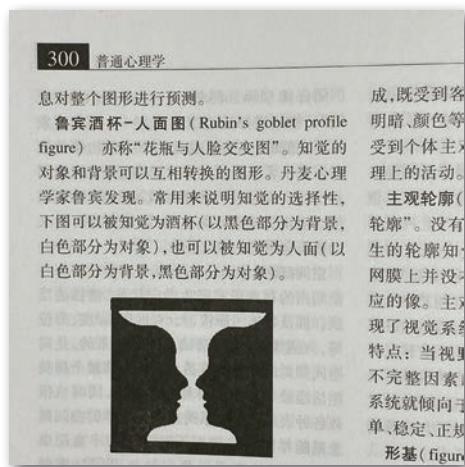 300 普通心理学
息对整个图形进行预测。
鲁宾酒杯-人面图(Rubin's goblet profile
figure) 亦称“花瓶与人脸交变图”。知觉的
对象和背景可以互相转换的图形。丹麦心理
学家鲁宾发现。常用来说明知觉的选择性,
下图可以被知觉为酒杯(以黑色部分为背景,
白色部分为对象),也可以被知觉为人面(以
白色部分为背景,黑色部分为对象)。
成,既受到客
明暗、颜色等
受到个体主观
理上的活动。
主观轮廓(
轮廓”。没有
生的轮廓知
网膜上并没
应的像。主观
现了视觉系统
特点:当视野
不完整因素
系统就倾向于
单、稳定、正规
形基(figur